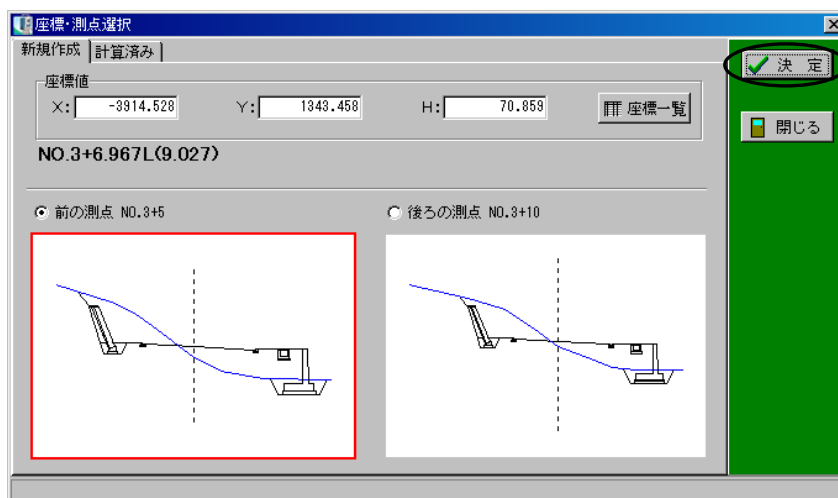 座標・測点選択
新規作成 計算済み
座標値
X: -3914.528 Y: 1343.458 H: 70.859 座標一覧
NO.3+6.967L(9.027)
前の測点 NO.3+5 後ろの測点 NO.3+10
決 定
閉じる